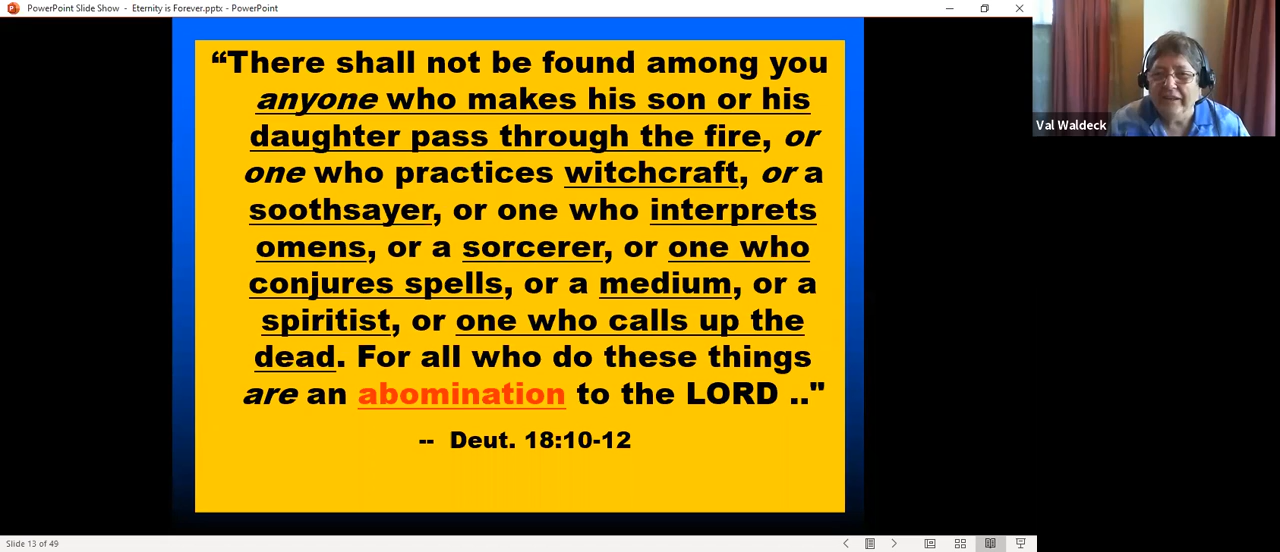 PowerPoint Slide Show - Eternity is Forever.pptx - PowerPoint
“There shall not be found among you
anyone who makes his son or his
daughter pass through the fire, or
one who practices witchcraft, or a
soothsayer, or one who interprets
omens, or a sorcerer, or one who
conjures spells, or a medium, or a
spiritist, or one who calls up the
dead. For all who do these things
are an abomination to the LORD .."
-- Deut. 18:10-12
Val Waldeck
Slide 13 of 49